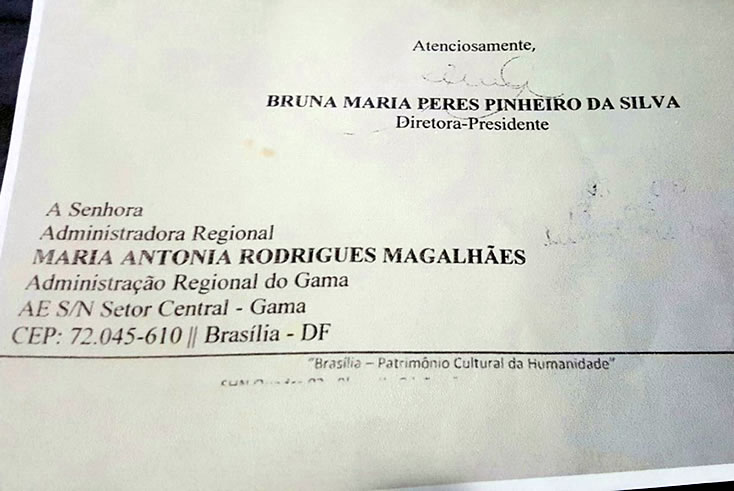 Atenciosamente,
BRUNA MARIA PERES PINHEIRO DA SILVA
Diretora-Presidente
A Senhora
Administradora Regional
MARIA ANTONIA RODRIGUES MAGALHÃES
Administração Regional do Gama
AE S/N Setor Central - Gama
CEP: 72.045-610 || Brasília - DF
"Brasília – Patrimônio Cultural da Humanidade"